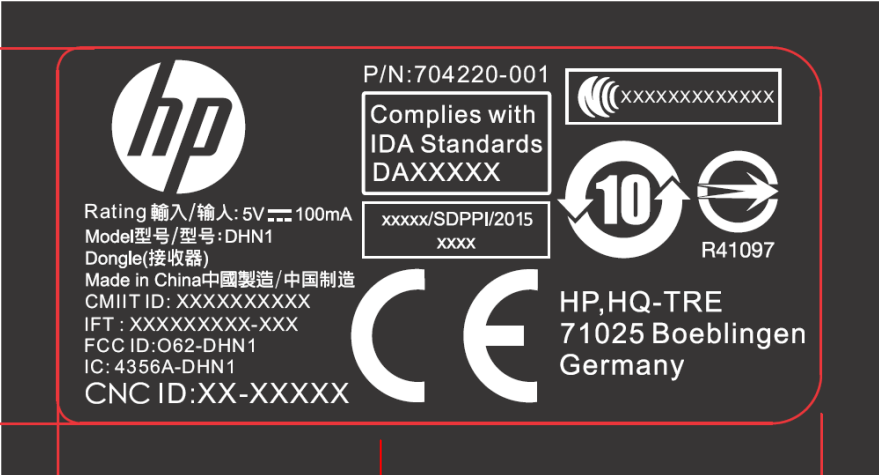 hp
Rating 輸入/输入: 5V 100mA
Model型号/型号:DHN1
Dongle(接收器)
Made in China中國製造/中国制造
CMIIT ID: XXXXXXXXXX
IFT : XXXXXXXXX-XXX
FCC ID:O62-DHN1
IC: 4356A-DHN1
CNC ID:XX-XXXXX
P/N:704220-001
Complies with
IDA Standards
DAXXXXX
xxxxx/SDPPI/2015
xxxx
CE
XXXXXXXXXXXXX
10
R41097
HP,HQ-TRE
71025 Boeblingen
Germany